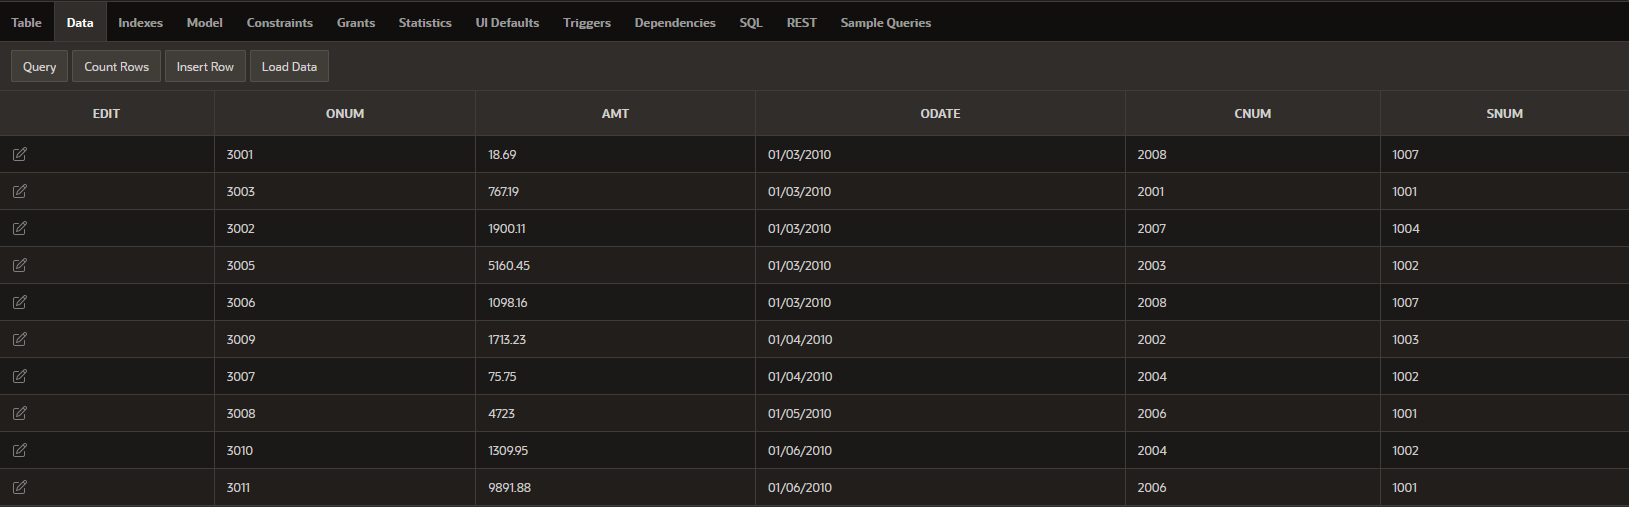 Table Data Indexes Model Constraints Grants Statistics UI Defaults Triggers Dependencies SQL REST Sample Queries
Query Count Rows Insert Row Load Data
EDIT ONUM AMT ODATE CNUM SNUM
3001 18.69 01/03/2010 2008 1007
3003 767.19 01/03/2010 2001 1001
3002 1900.11 01/03/2010 2007 1004
3005 5160.45 01/03/2010 2003 1002
3006 1098.16 01/03/2010 2008 1007
3009 1713.23 01/04/2010 2002 1003
3007 75.75 01/04/2010 2004 1002
3008 4723 01/05/2010 2006 1001
3010 1309.95 01/06/2010 2004 1002
3011 9891.88 01/06/2010 2006 1001